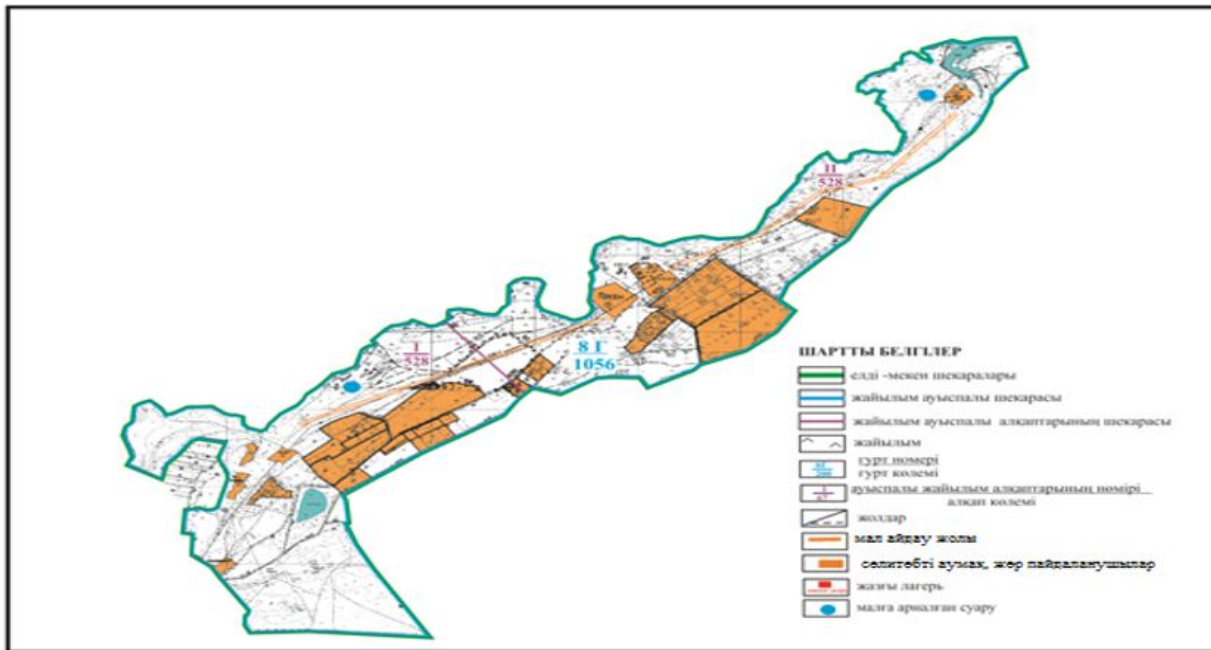 II
528
I
528
8 Г
1056
ШАРТТЫ БЕЛГІЛЕР
елді -мекен шекаралары
жайылым ауыспалы шекарасы
жайылым ауыспалы алқаптарының шекарасы
жайылым
гурт номері
гурт көлемі
ауыспалы жайылым алқаптарының номірі
алқап көлемі
жолдар
мал айдау жолы
селитебті аумақ, жер пайдаланушылар
жазғы лагерь
малға арналған суару